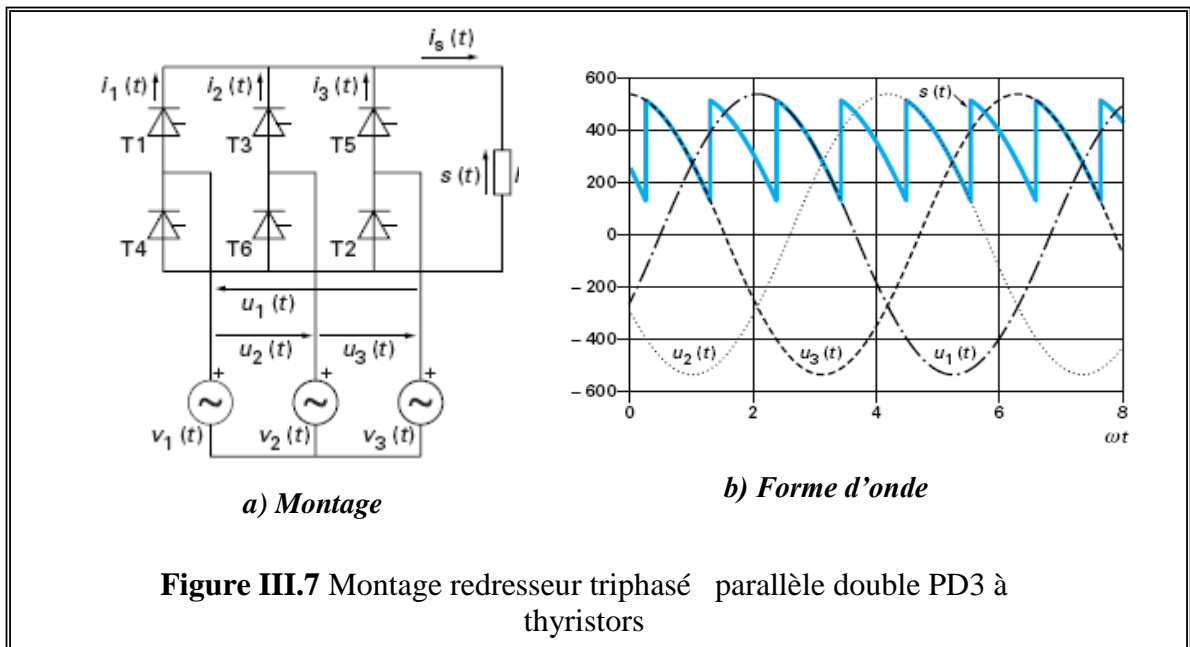 i_s (t)
i_1 (t) i_2 (t) i_3 (t)
T1 T3 T5
s (t)
T4 T6 T2
u_1 (t)
u_2 (t) u_3 (t)
+ + +
~ ~ ~
v_1 (t) v_2 (t) v_3 (t)
a) Montage
600
400
200
0
– 200
– 400
– 600
s (t)
u_2 (t) u_3 (t) u_1 (t)
0 2 4 6 8
ωt
b) Forme d’onde
Figure III.7 Montage redresseur triphasé parallèle double PD3 à
thyristors